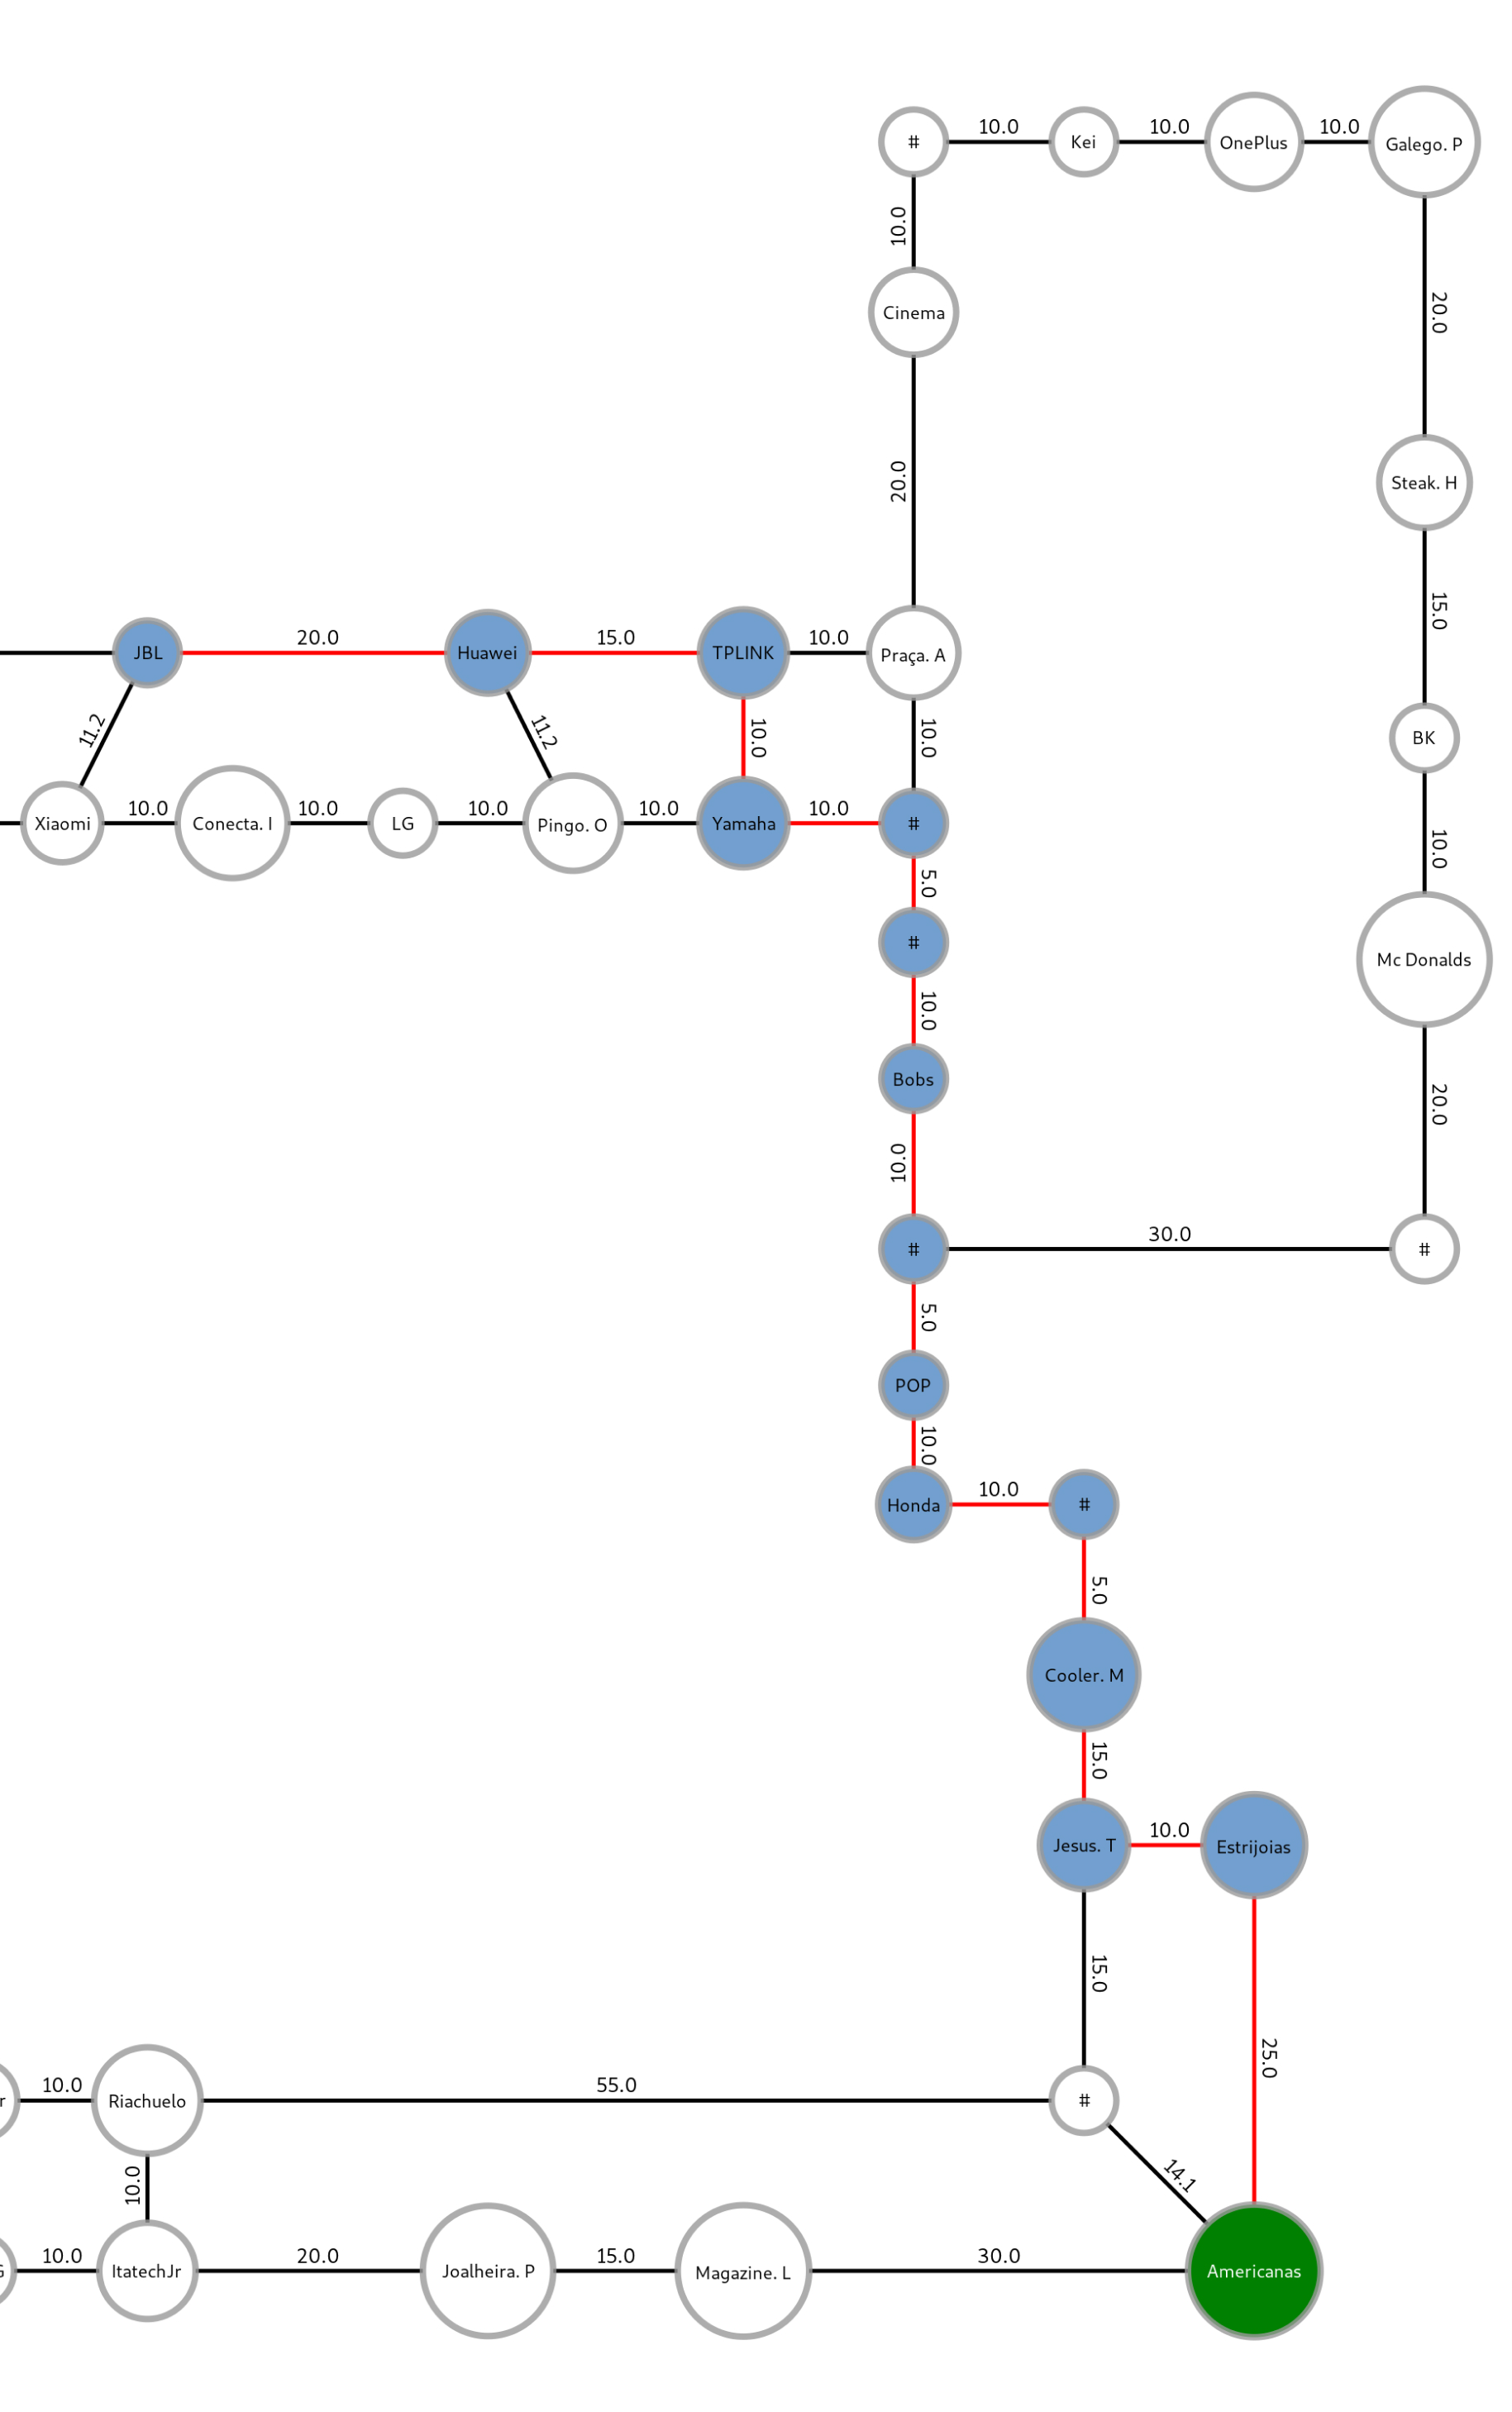 10.0 10.0 10.0
# Kei OnePlus Galego. P
10.0
Cinema
20.0
20.0
Steak. H
15.0
20.0 15.0 10.0
JBL Huawei TPLINK Praça. A
11.2 11.2 10.0 10.0 BK
10.0 10.0 10.0 10.0 10.0
Xiaomi Conecta. I LG Pingo. O Yamaha #
10.0
5.0
# Mc Donalds
10.0
Bobs
20.0
10.0
30.0
# #
5.0
POP
10.0
10.0
Honda #
5.0
Cooler. M
15.0
10.0
Jesus. T Estrijoias
15.0
25.0
10.0 55.0
r Riachuelo #
10.0 14.1
10.0 20.0 15.0 30.0
G ItatechJr Joalheira. P Magazine. L Americanas